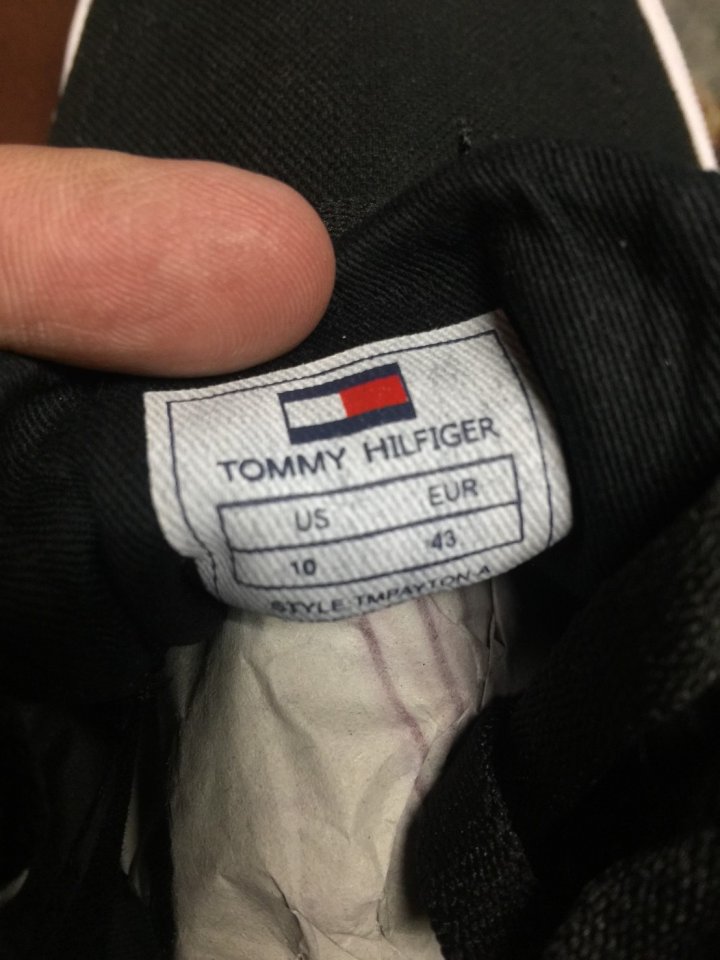 TOMMY HILFIGER
US EUR
10 43
STYLE:TMPAYTON-A